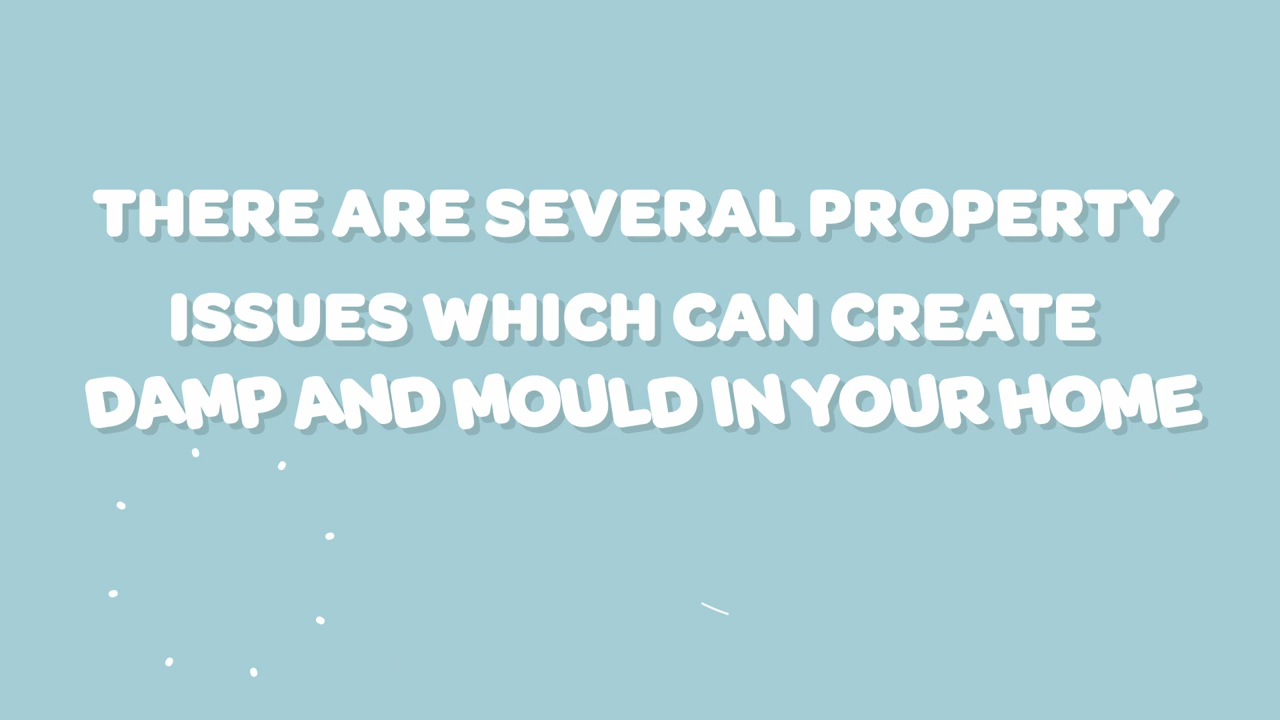 THERE ARE SEVERAL PROPERTY
ISSUES WHICH CAN CREATE
DAMP AND MOULD IN YOUR HOME